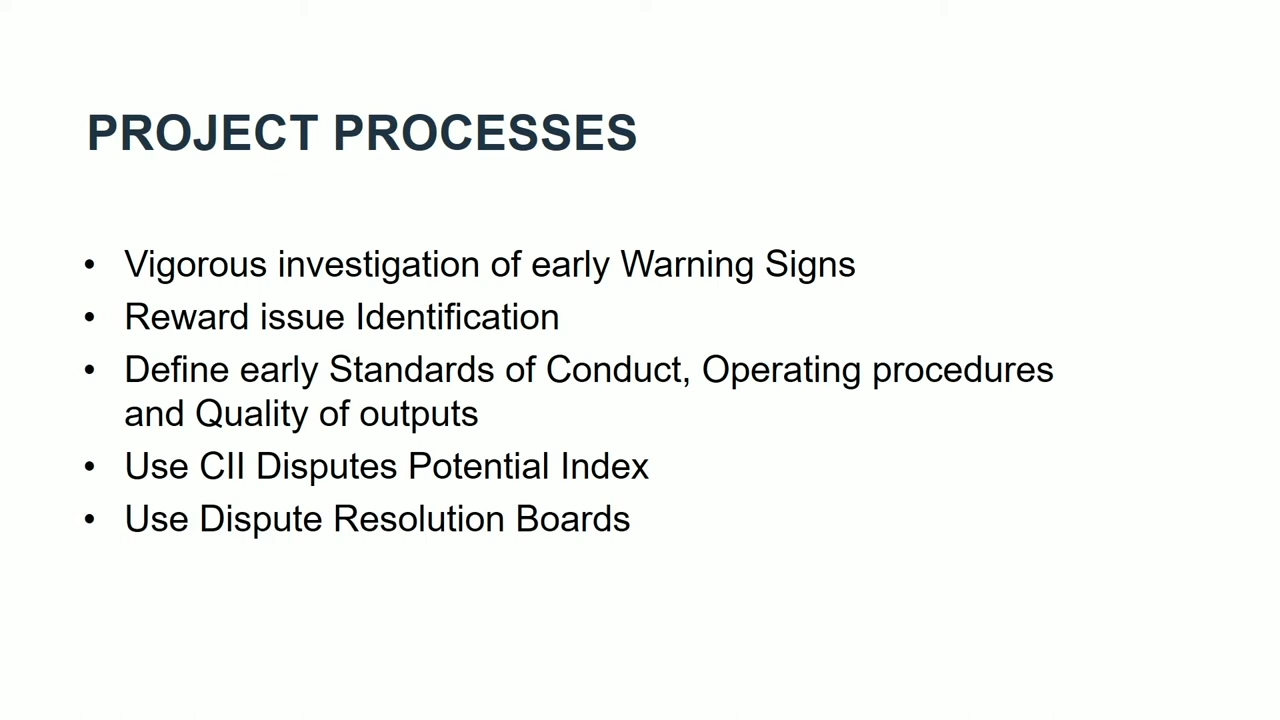 PROJECT PROCESSES
• Vigorous investigation of early Warning Signs
• Reward issue Identification
• Define early Standards of Conduct, Operating procedures
and Quality of outputs
• Use CII Disputes Potential Index
• Use Dispute Resolution Boards